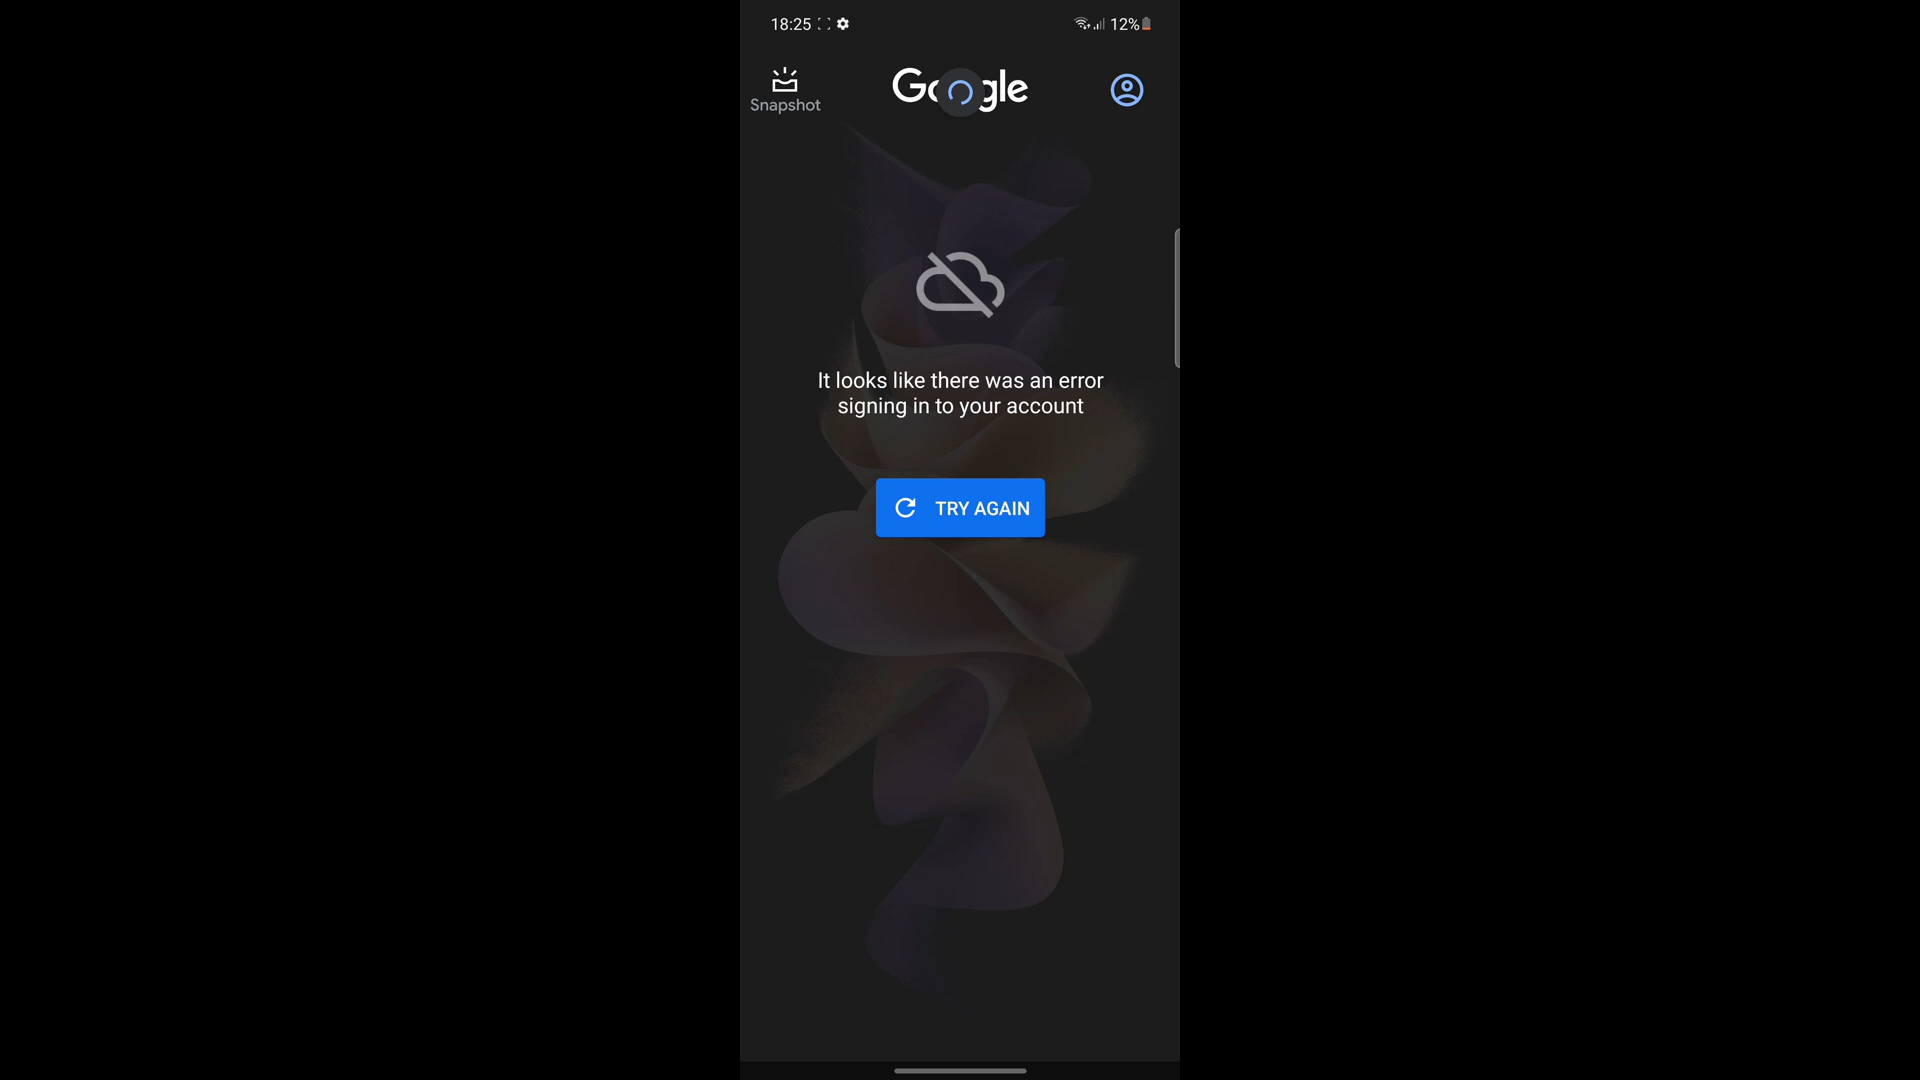 18:25
12%
Snapshot
Google
It looks like there was an error
signing in to your account
TRY AGAIN